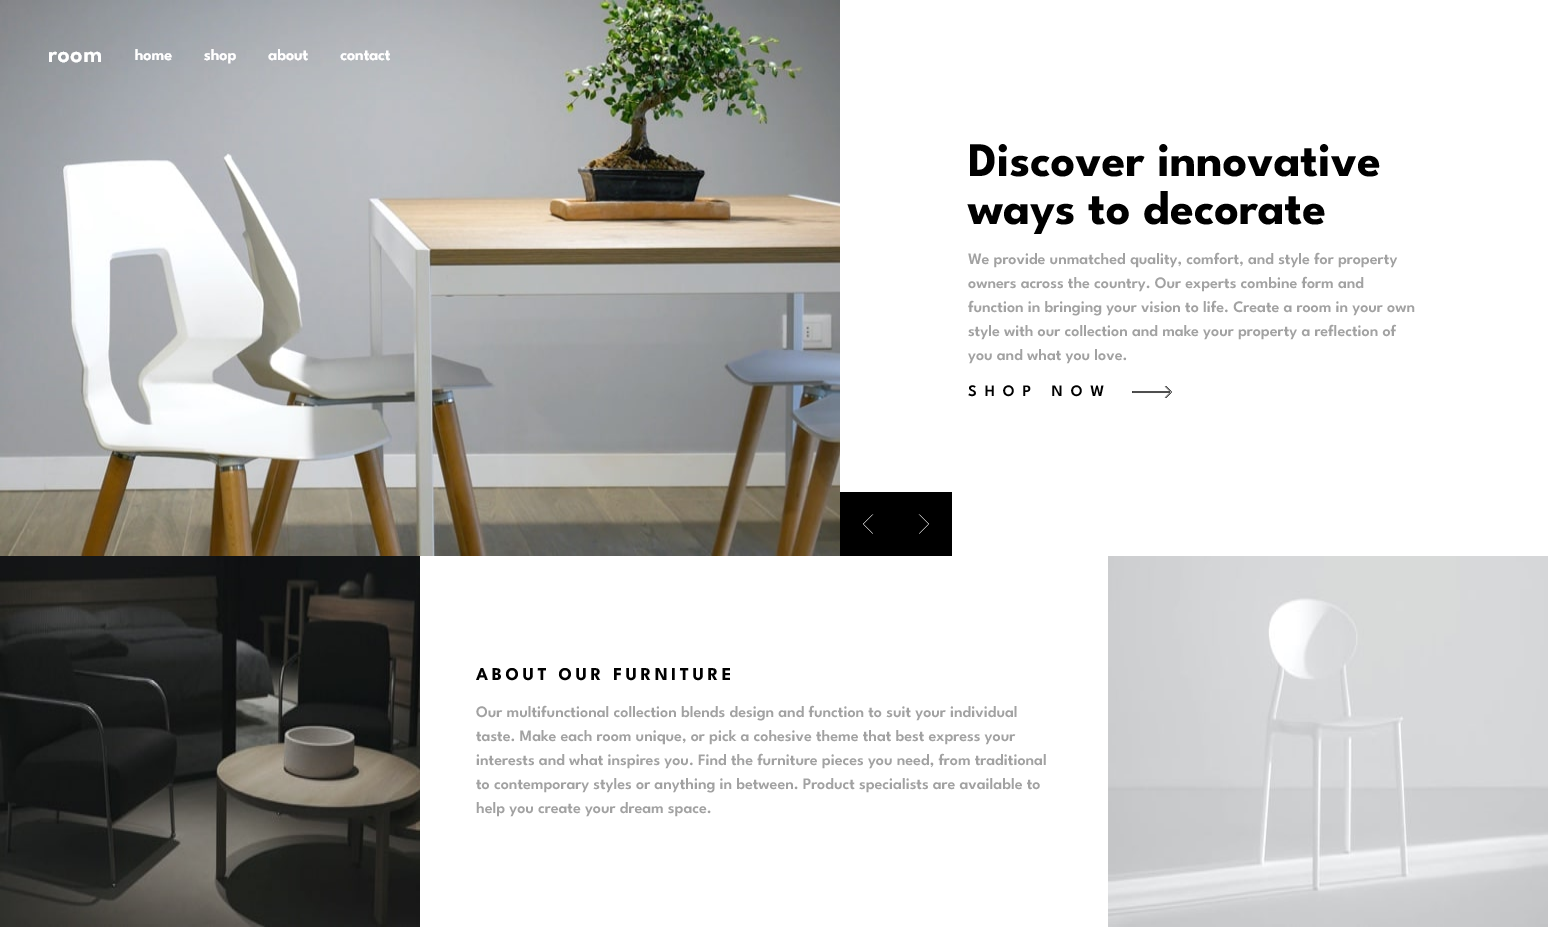 room home shop about contact
Discover innovative
ways to decorate
We provide unmatched quality, comfort, and style for property
owners across the country. Our experts combine form and
function in bringing your vision to life. Create a room in your own
style with our collection and make your property a reflection of
you and what you love.
SHOP NOW
ABOUT OUR FURNITURE
Our multifunctional collection blends design and function to suit your individual
taste. Make each room unique, or pick a cohesive theme that best express your
interests and what inspires you. Find the furniture pieces you need, from traditional
to contemporary styles or anything in between. Product specialists are available to
help you create your dream space.